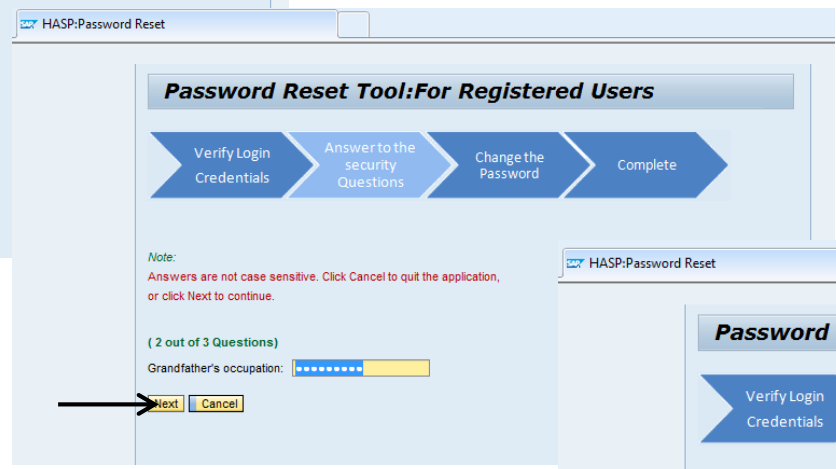 HASP:Password Reset
Password Reset Tool:For Registered Users
Verify Login
Credentials
Answer to the
security
Questions
Change the
Password
Complete
Note:
Answers are not case sensitive. Click Cancel to quit the application,
or click Next to continue.
( 2 out of 3 Questions)
Grandfather's occupation:
Next
Cancel
SAP HASP:Password Reset
Password
Verify Login
Credentials